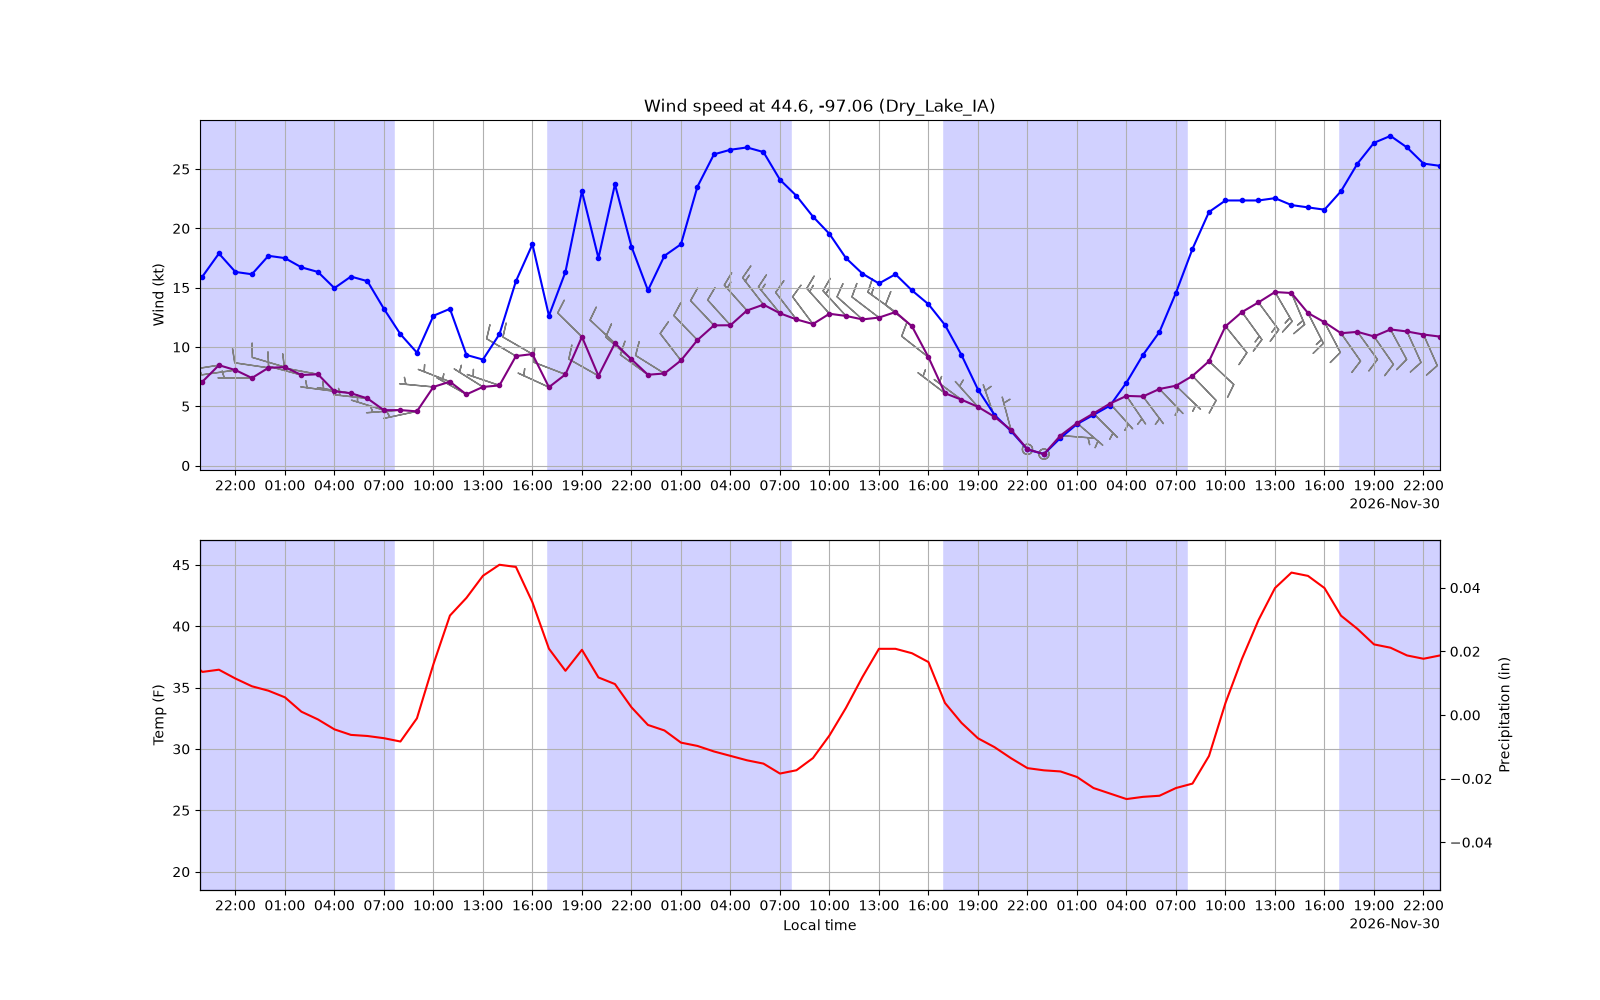 Wind speed at 44.6, -97.06 (Dry_Lake_IA)
Wind (kt)
25
20
15
10
5
0
22:00 01:00 04:00 07:00 10:00 13:00 16:00 19:00 22:00 01:00 04:00 07:00 10:00 13:00 16:00 19:00 22:00 01:00 04:00 07:00 10:00 13:00 16:00 19:00 22:00
2026-Nov-30
Temp (F)
45
40
35
30
25
20
0.04
0.02
0.00
−0.02
−0.04
Precipitation (in)
22:00 01:00 04:00 07:00 10:00 13:00 16:00 19:00 22:00 01:00 04:00 07:00 10:00 13:00 16:00 19:00 22:00 01:00 04:00 07:00 10:00 13:00 16:00 19:00 22:00
Local time
2026-Nov-30